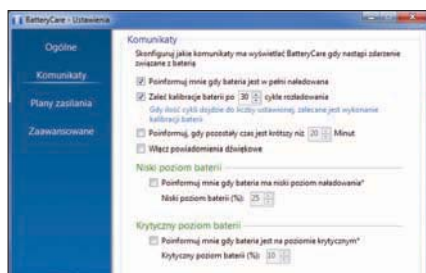 BatteryCare - Ustawienia
Ogólne
Komunikaty
Plany zasilania
Zaawansowane
Komunikaty
Skonfiguruj jakie komunikaty ma wyświetlać BatteryCare gdy nastąpi zdarzenie
związane z baterią
Poinformuj mnie gdy bateria jest w pełni naładowana
Zaleć kalibrację baterii po 30 cykle rozładowania
Gdy ilość cykli dojdzie do liczby ustawionej, zalecana jest wykonanie
kalibracji baterii
Poinformuj, gdy pozostały czas jest krótszy niż 20 Minut
Włącz powiadomienia dźwiękowe
Niski poziom baterii
Poinformuj mnie gdy bateria ma niski poziom naładowania*
Niski poziom baterii (%): 25
Krytyczny poziom baterii
Poinformuj mnie gdy bateria jest na poziomie krytycznym*
Krytyczny poziom baterii (%): 10